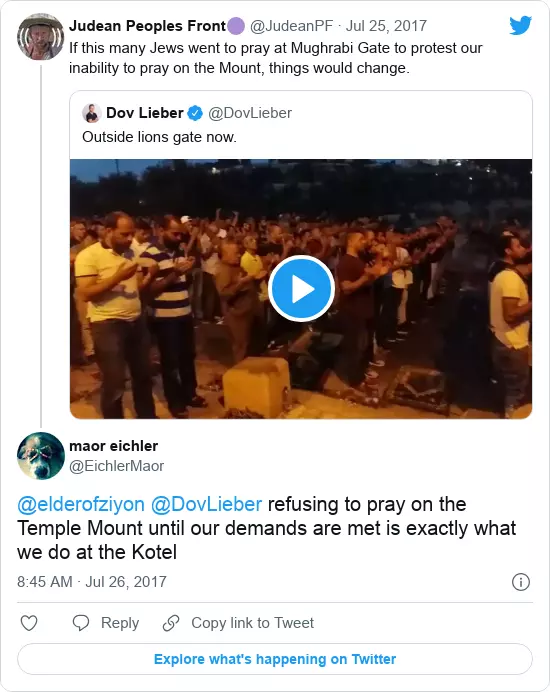 Judean Peoples Front🟣 @JudeanPF · Jul 25, 2017
If this many Jews went to pray at Mughrabi Gate to protest our
inability to pray on the Mount, things would change.
Dov Lieber @DovLieber
Outside lions gate now.
maor eichler
@EichlerMaor
@elderofziyon @DovLieber refusing to pray on the
Temple Mount until our demands are met is exactly what
we do at the Kotel
8:45 AM · Jul 26, 2017
Reply Copy link to Tweet
Explore what's happening on Twitter